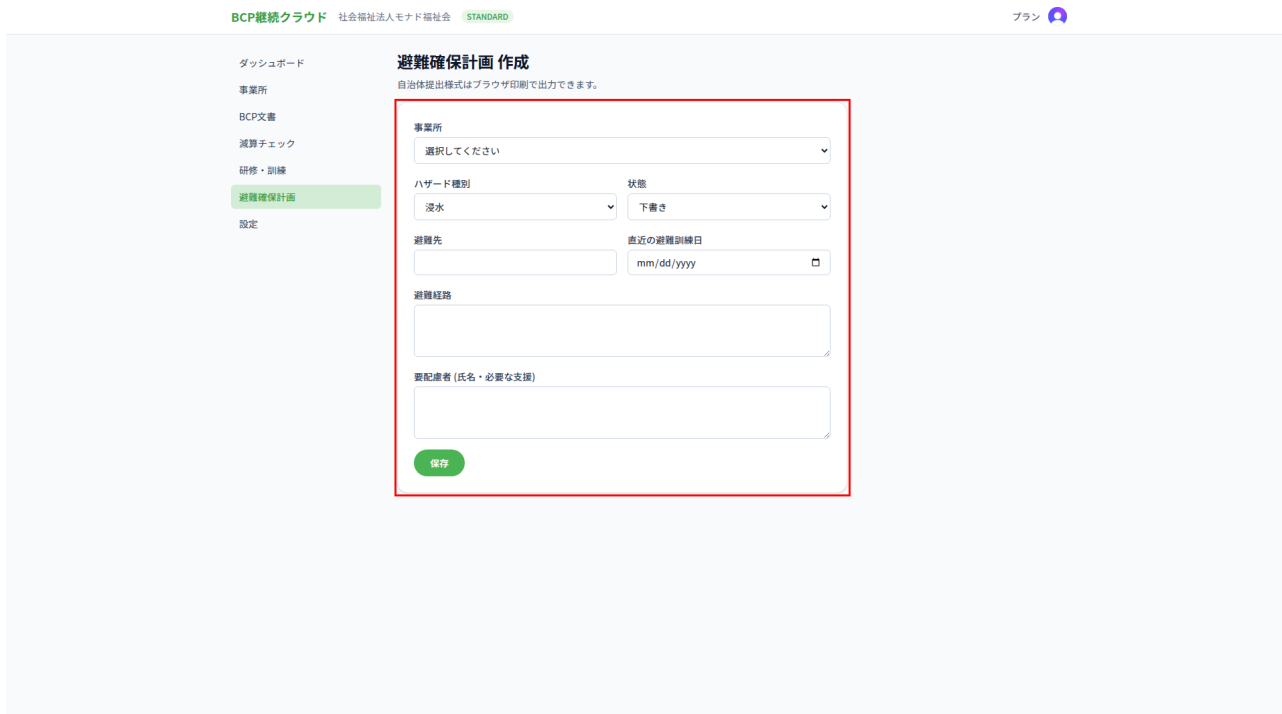 BCP継続クラウド 社会福祉法人モナド福祉会 STANDARD プラン
ダッシュボード
事業所
BCP文書
減算チェック
研修・訓練
避難確保計画
設定
避難確保計画 作成
自治体提出様式はブラウザ印刷で出力できます。
事業所
選択してください
ハザード種別 状態
浸水 下書き
避難先 直近の避難訓練日
mm/dd/yyyy
避難経路
要配慮者 (氏名・必要な支援)
保存